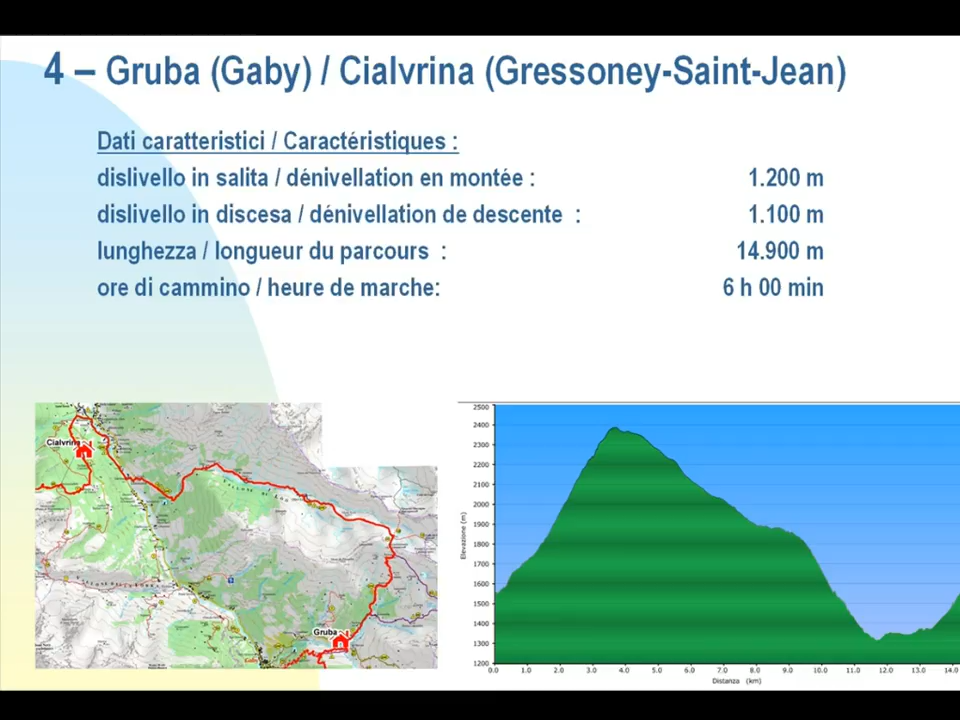 4 – Gruba (Gaby) / Cialvrina (Gressoney-Saint-Jean)
Dati caratteristici / Caractéristiques :
dislivello in salita / dénivellation en montée : 1.200 m
dislivello in discesa / dénivellation de descente : 1.100 m
lunghezza / longueur du parcours : 14.900 m
ore di cammino / heure de marche: 6 h 00 min
Cialvrina
Gruba
Elevazione (m)
2500
2400
2300
2200
2100
2000
1900
1800
1700
1600
1500
1400
1300
1200
0.0 1.0 2.0 3.0 4.0 5.0 6.0 7.0 8.0 9.0 10.0 11.0 12.0 13.0 14.0
Distanza (km)